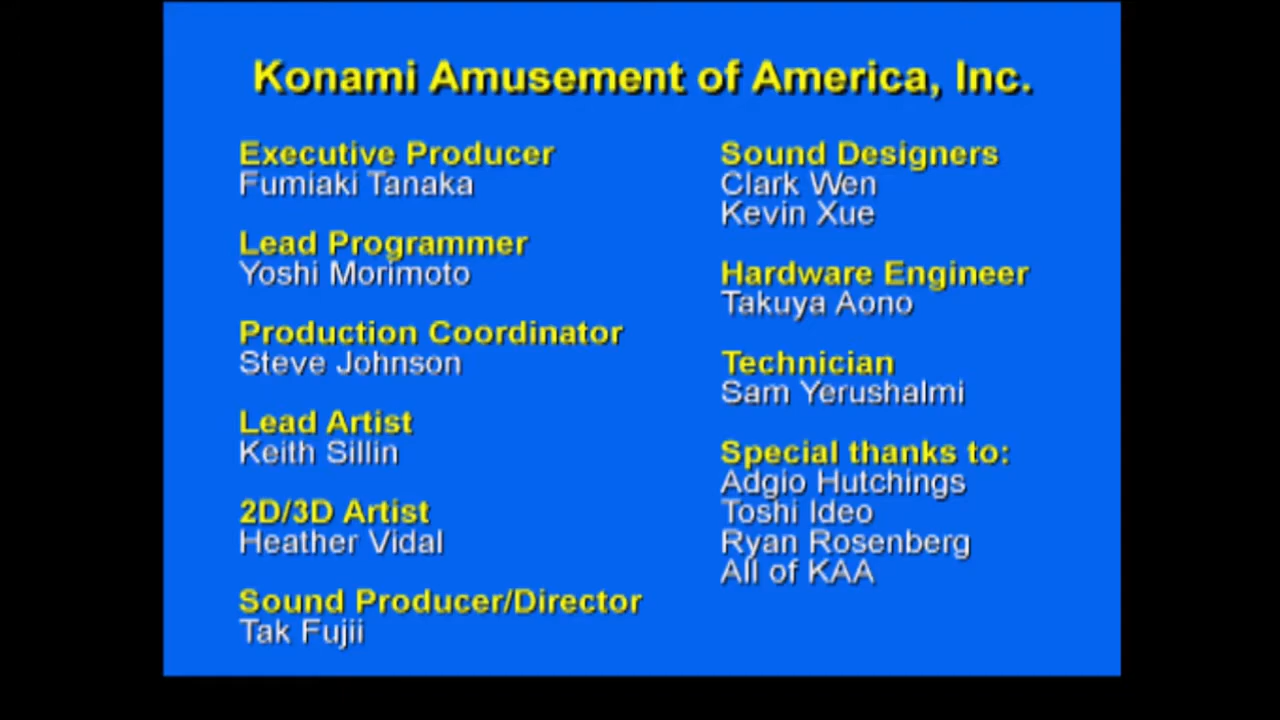 Konami Amusement of America, Inc.
Executive Producer
Fumiaki Tanaka
Lead Programmer
Yoshi Morimoto
Production Coordinator
Steve Johnson
Lead Artist
Keith Sillin
2D/3D Artist
Heather Vidal
Sound Producer/Director
Tak Fujii
Sound Designers
Clark Wen
Kevin Xue
Hardware Engineer
Takuya Aono
Technician
Sam Yerushalmi
Special thanks to:
Adgio Hutchings
Toshi Ideo
Ryan Rosenberg
All of KAA